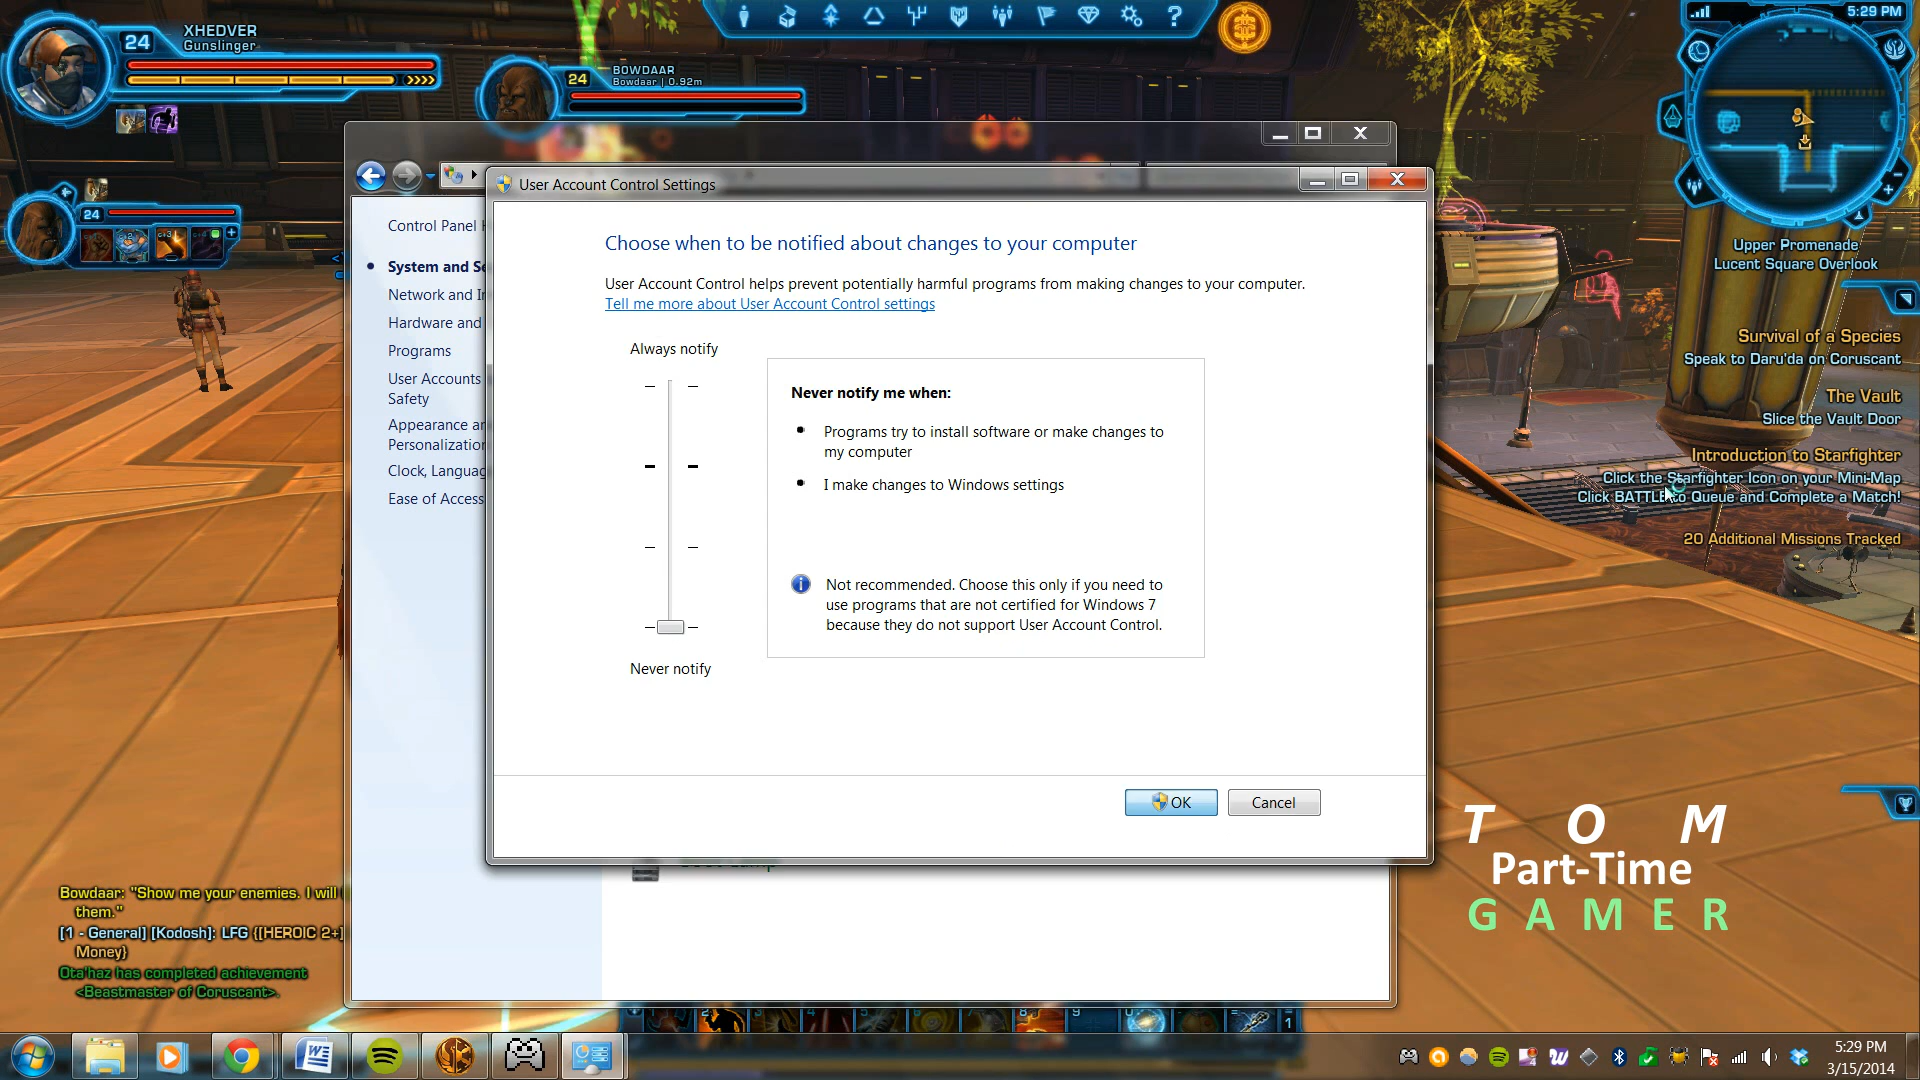 24
XHEDVER
Gunslinger
24
BOWDAAR
Bowdaar | 0.92m
5:29 PM
24
Upper Promenade
Lucent Square Overlook
Survival of a Species
Speak to Daru'da on Coruscant
The Vault
Slice the Vault Door
Introduction to Starfighter
Click the Starfighter Icon on your Mini-Map
Click BATTLE to Queue and Complete a Match!
20 Additional Missions Tracked
Control Panel
System and Se
Network and In
Hardware and
Programs
User Accounts
Safety
Appearance an
Personalization
Clock, Languag
Ease of Access
User Account Control Settings
Choose when to be notified about changes to your computer
User Account Control helps prevent potentially harmful programs from making changes to your computer.
Tell me more about User Account Control settings
Always notify
Never notify me when:
Programs try to install software or make changes to
my computer
I make changes to Windows settings
Not recommended. Choose this only if you need to
use programs that are not certified for Windows 7
because they do not support User Account Control.
Never notify
OK
Cancel
TOM
Part-Time
GAMER
Bowdaar: "Show me your enemies. I will
them."
[1 - General] [Kodosh]: LFG {[HEROIC 2+]
Money}
Ota'haz has completed achievement
<Beastmaster of Coruscant>.
5:29 PM
3/15/2014